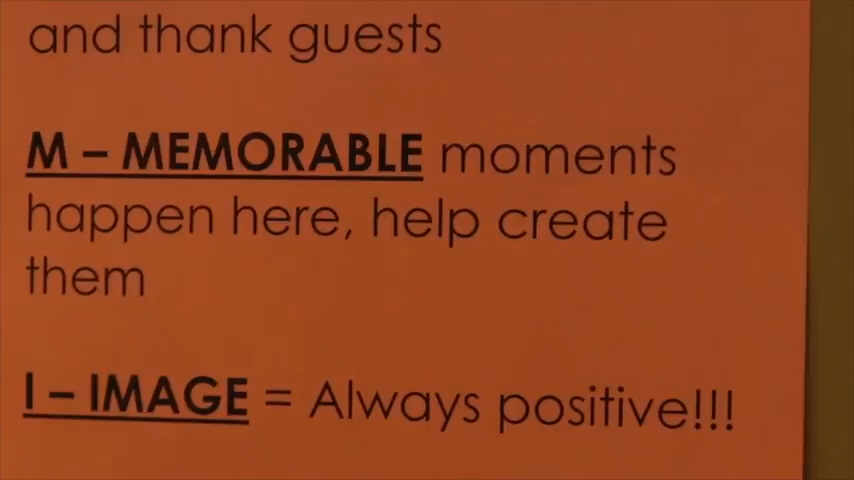 and thank guests
M – MEMORABLE moments
happen here, help create
them
I – IMAGE = Always positive!!!